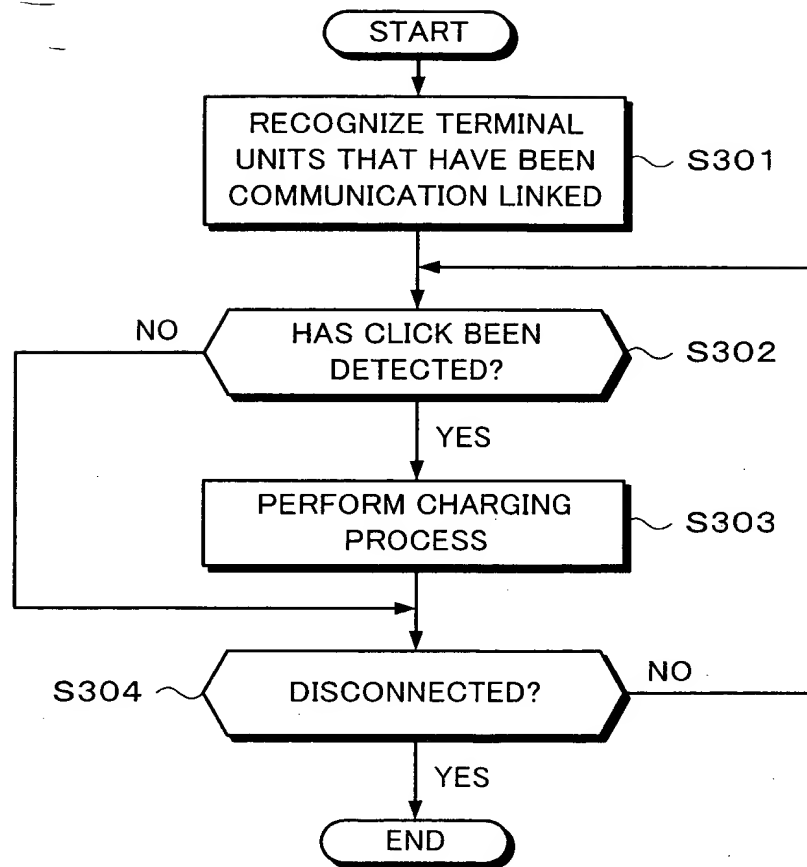 START
RECOGNIZE TERMINAL
UNITS THAT HAVE BEEN
COMMUNICATION LINKED
S301
NO
HAS CLICK BEEN
DETECTED?
S302
YES
PERFORM CHARGING
PROCESS
S303
S304
DISCONNECTED?
NO
YES
END